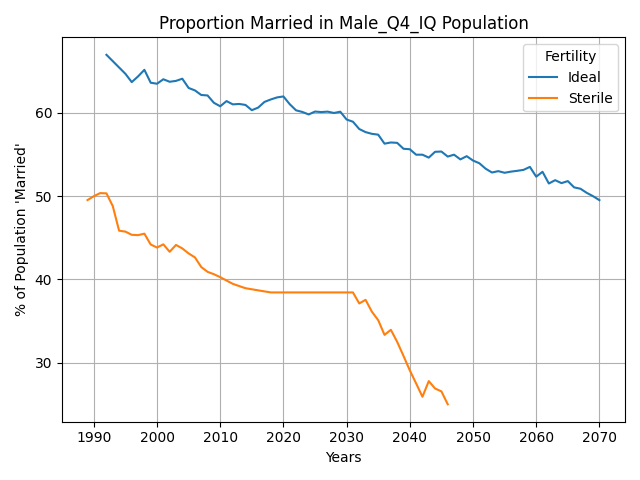 Proportion Married in Male_Q4_IQ Population
Fertility
Ideal
Sterile
% of Population 'Married'
60
50
40
30
1990 2000 2010 2020 2030 2040 2050 2060 2070
Years